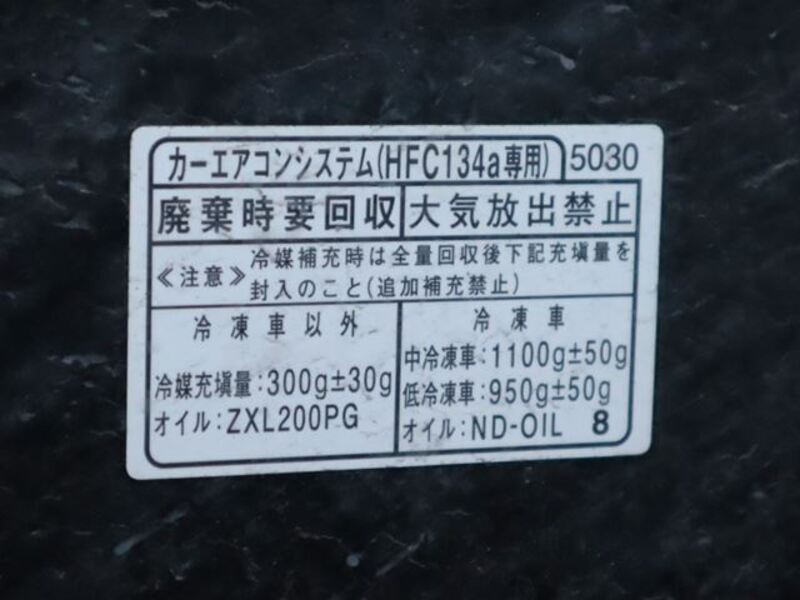 カーエアコンシステム(HFC134a専用) 5030
廃棄時要回収 大気放出禁止
≪注意≫ 冷媒補充時は全量回収後下記充填量を
封入のこと(追加補充禁止)
冷凍車以外
冷媒充填量:300g±30g
オイル:ZXL200PG
冷凍車
中冷凍車:1100g±50g
低冷凍車:950g±50g
オイル:ND-OIL 8